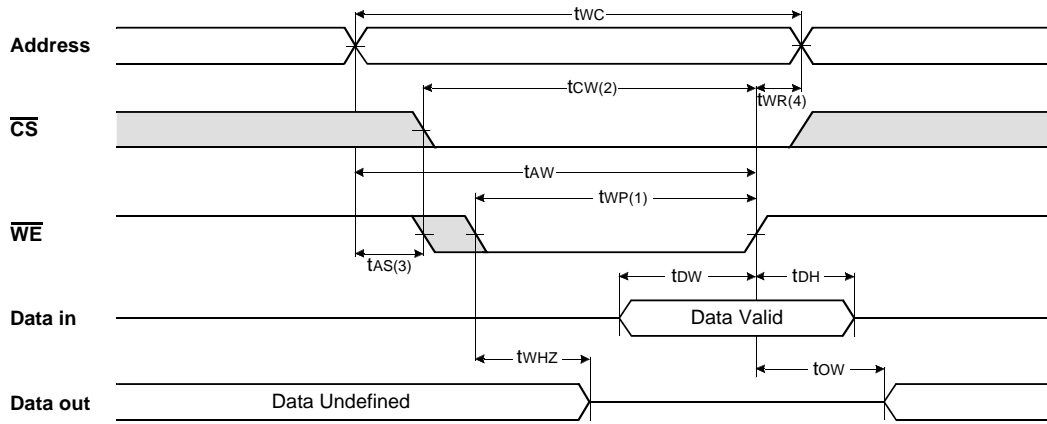 tWC
Address
tCW(2)
tWR(4)
CS
tAW
tWP(1)
WE
tAS(3)
tDW
tDH
Data in
Data Valid
tWHZ
tOW
Data out
Data Undefined